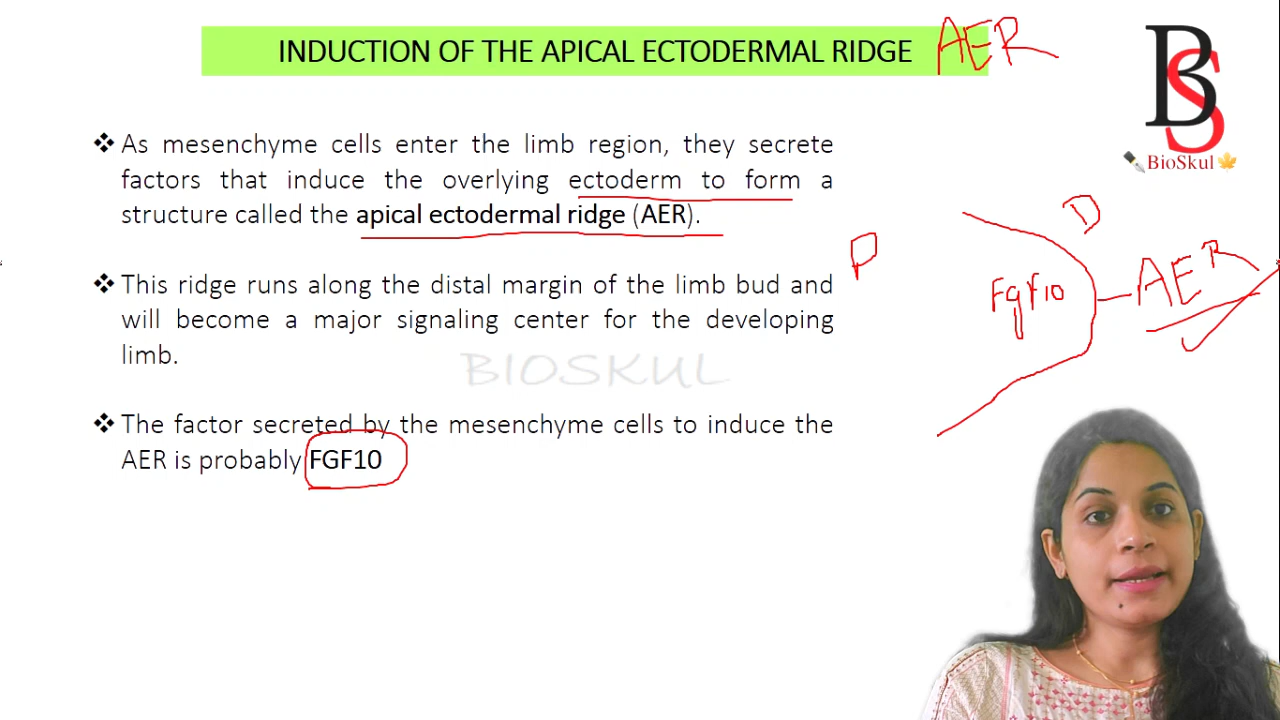 INDUCTION OF THE APICAL ECTODERMAL RIDGE AER
BS
BioSkul
❖ As mesenchyme cells enter the limb region, they secrete
factors that induce the overlying ectoderm to form a
structure called the apical ectodermal ridge (AER).
D
P
Fgf10 AER
❖ This ridge runs along the distal margin of the limb bud and
will become a major signaling center for the developing
limb.
BIOSKUL
❖ The factor secreted by the mesenchyme cells to induce the
AER is probably FGF10